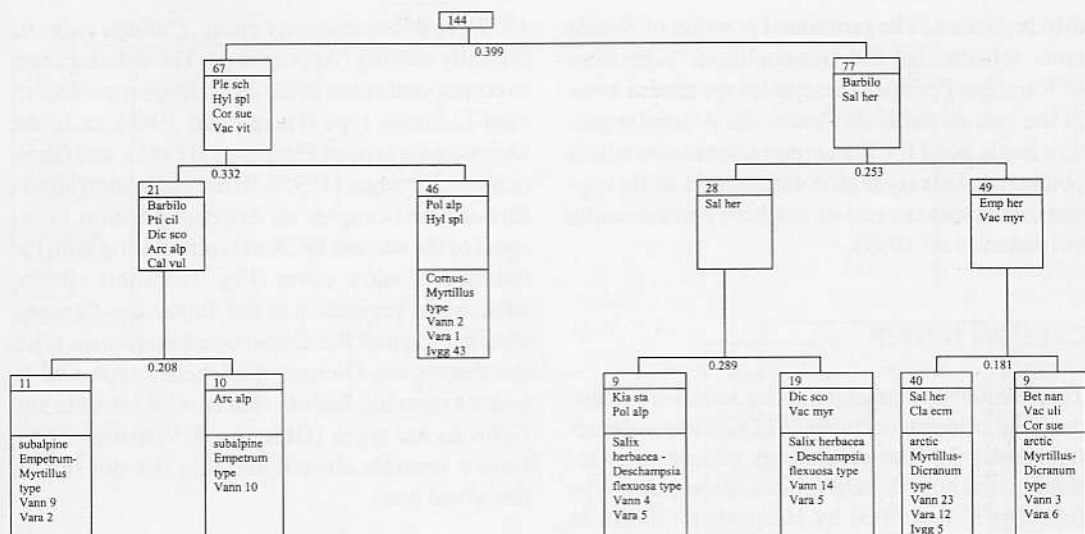 144
0.399
67
Ple sch
Hyl spl
Cor sue
Vac vit
77
Barbilo
Sal her
0.332
0.253
21
Barbilo
Pti cil
Dic sco
Arc alp
Cal vul
46
Pol alp
Hyl spl
Cornus-
Myrtillus
type
Vann 2
Vara 1
Ivgg 43
28
Sal her
49
Emp her
Vac myr
0.208
0.289
0.181
11
subalpine
Empetrum-
Myrtillus
type
Vann 9
Vara 2
10
Arc alp
subalpine
Empetrum
type
Vann 10
9
Kia sta
Pol alp
Salix
herbacea -
Deschampsia
flexuosa type
Vann 4
Vara 5
19
Dic sco
Vac myr
Salix herbacea
- Deschampsia
flexuosa type
Vann 14
Vara 5
40
Sal her
Cla ecm
arctic
Myrtillus-
Dicranum
type
Vann 23
Vara 12
Ivgg 5
9
Bet nan
Vac uli
Cor sue
arctic
Myrtillus-
Dicranum
type
Vann 3
Vara 6